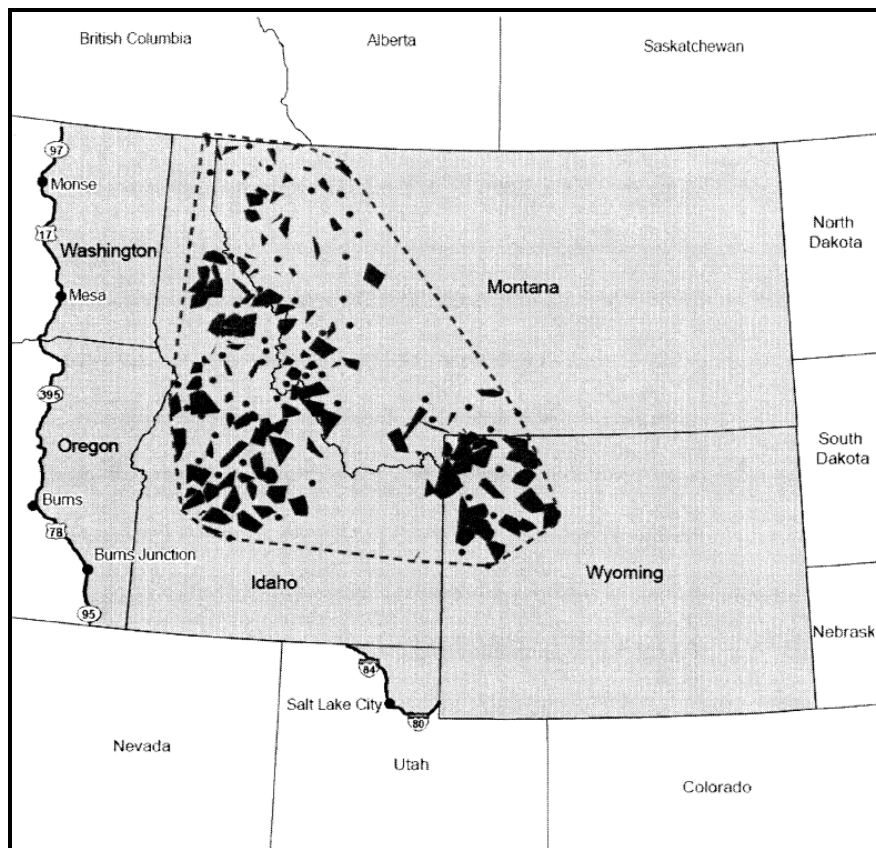 British Columbia
Alberta
Saskatchewan
97
Monse
17
Washington
Mesa
Montana
North
Dakota
395
Oregon
South
Dakota
Burns
78
Burns Junction
Idaho
Wyoming
95
Nebrask
84
Salt Lake City
80
Nevada
Utah
Colorado